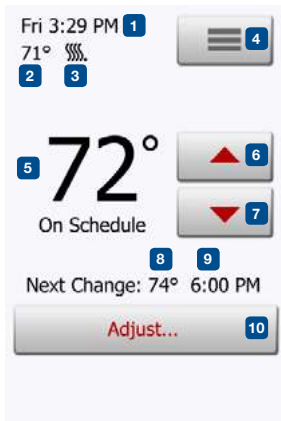 Fri 3:29 PM 1
4
71°
2 3
5 72° 6
On Schedule 7
8 9
Next Change: 74° 6:00 PM
Adjust... 10